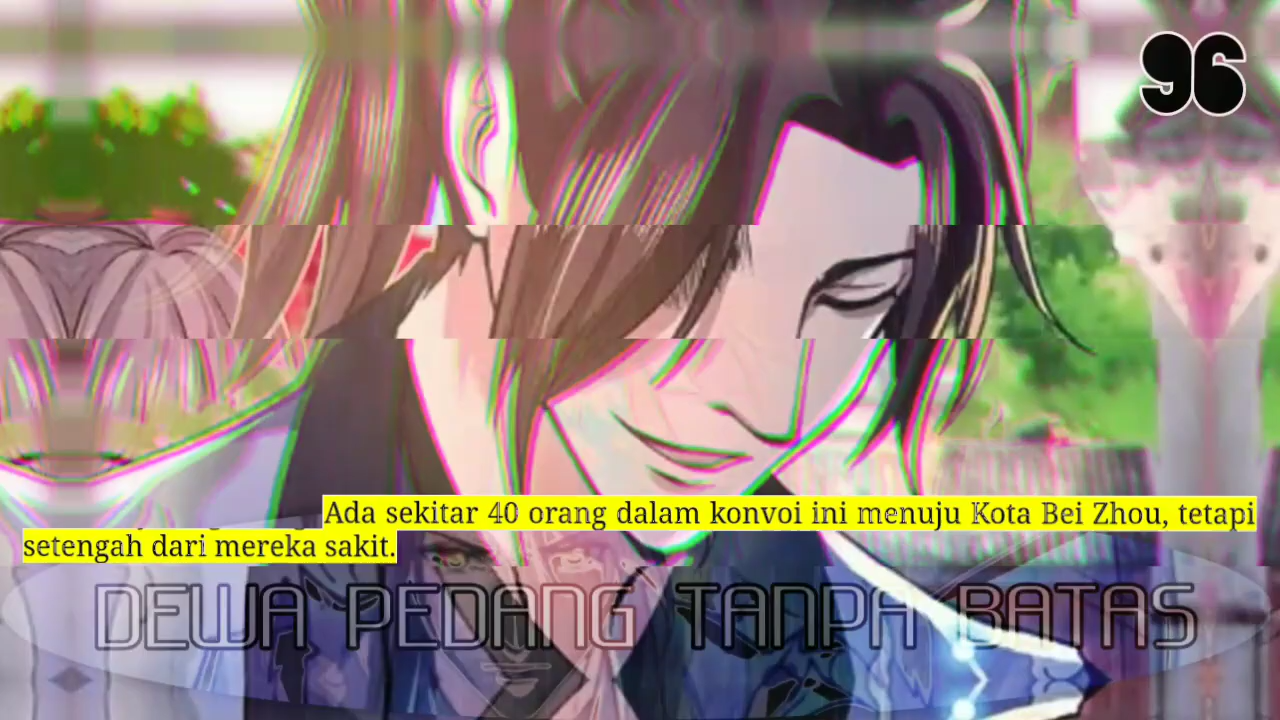 96
Ada sekitar 40 orang dalam konvoi ini menuju Kota Bei Zhou, tetapi
setengah dari mereka sakit.
DEWA PEDANG TANPA BATAS